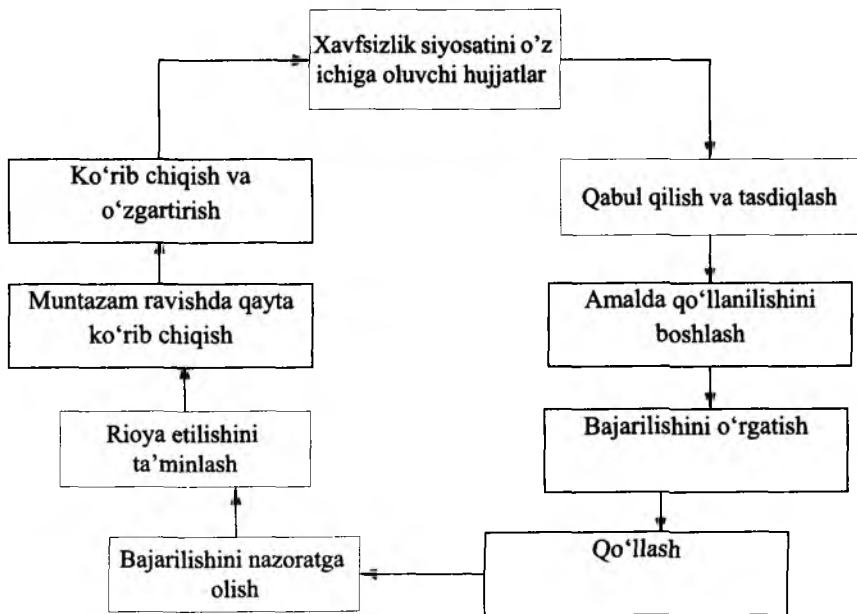 Xavfsizlik siyosatini o’z
ichiga oluvchi hujjatlar
Qabul qilish va tasdiqlash
Amalda qo‘llanilishini
boshlash
Bajarilishini o‘rgatish
Qo‘llash
Bajarilishini nazoratga
olish
Rioya etilishini
ta’minlash
Muntazam ravishda qayta
ko‘rib chiqish
Ko‘rib chiqish va
o‘zgartirish